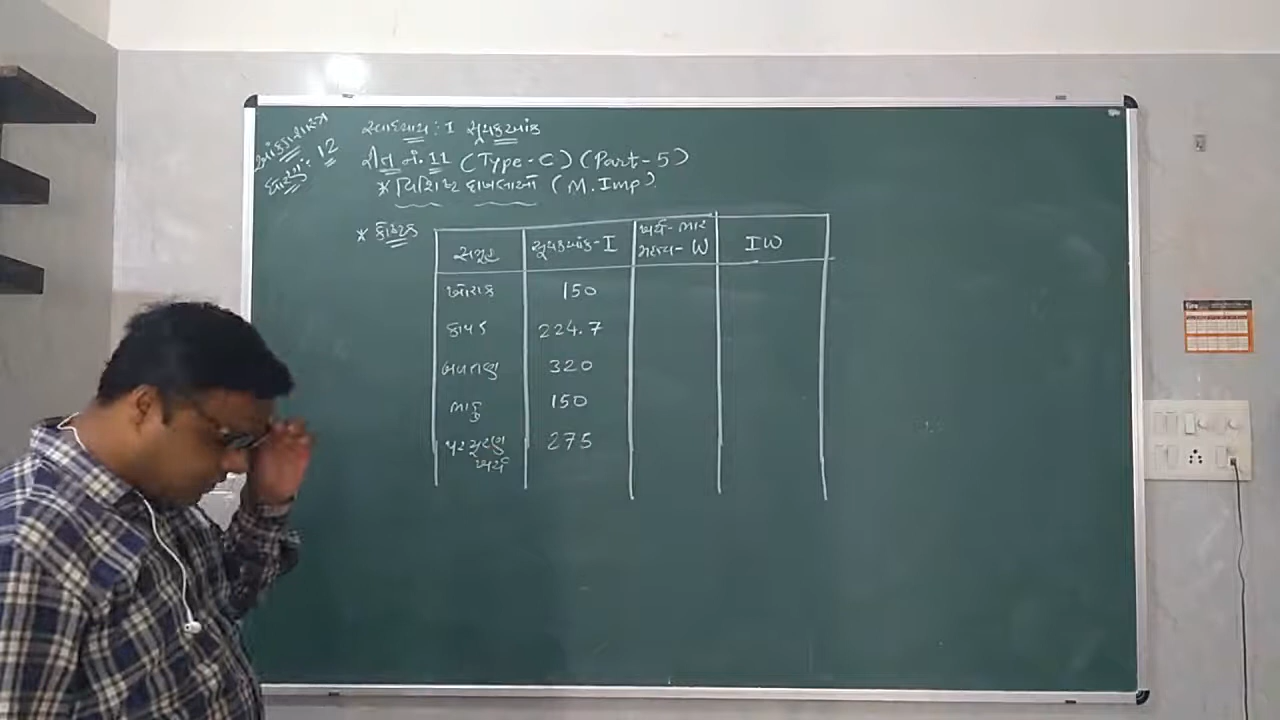 આંકડાશાસ્ત્ર
ધોરણ: 12
સ્વાધ્યાય: I સૂચકઆંક
રીત નં. 11 (Type-C) (Part-5)
* વિશિષ્ટ દાખલાઓ (M. Imp)
* કોષ્ટક
સમૂહ સૂચકઆંક-I ખર્ચ-ભાર મહત્વ-W IW
ખોરાક 150
કાપડ 224.7
બળતણ 320
ભાડું 150
પરચૂરણ ખર્ચ 275